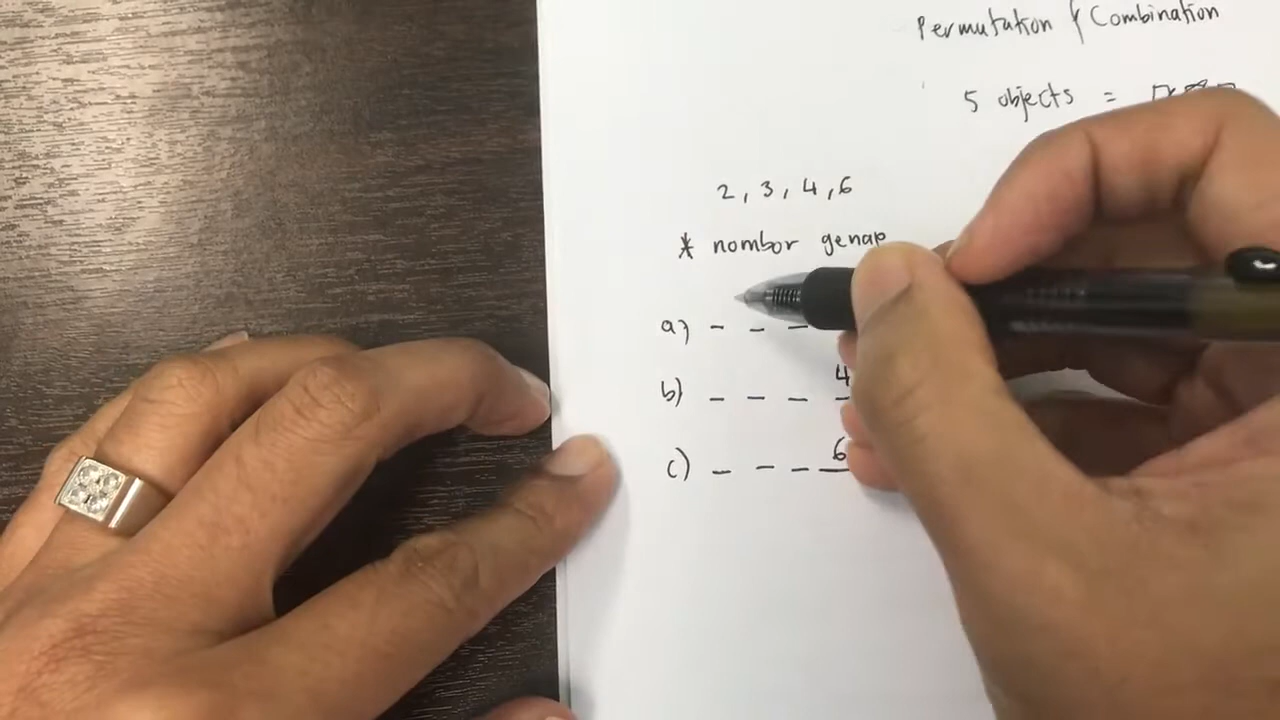 Permutation & Combination
5 objects =
2, 3, 4, 6
* nombor genap
a) _ _ _
b) _ _ _ 4
c) _ _ _ 6